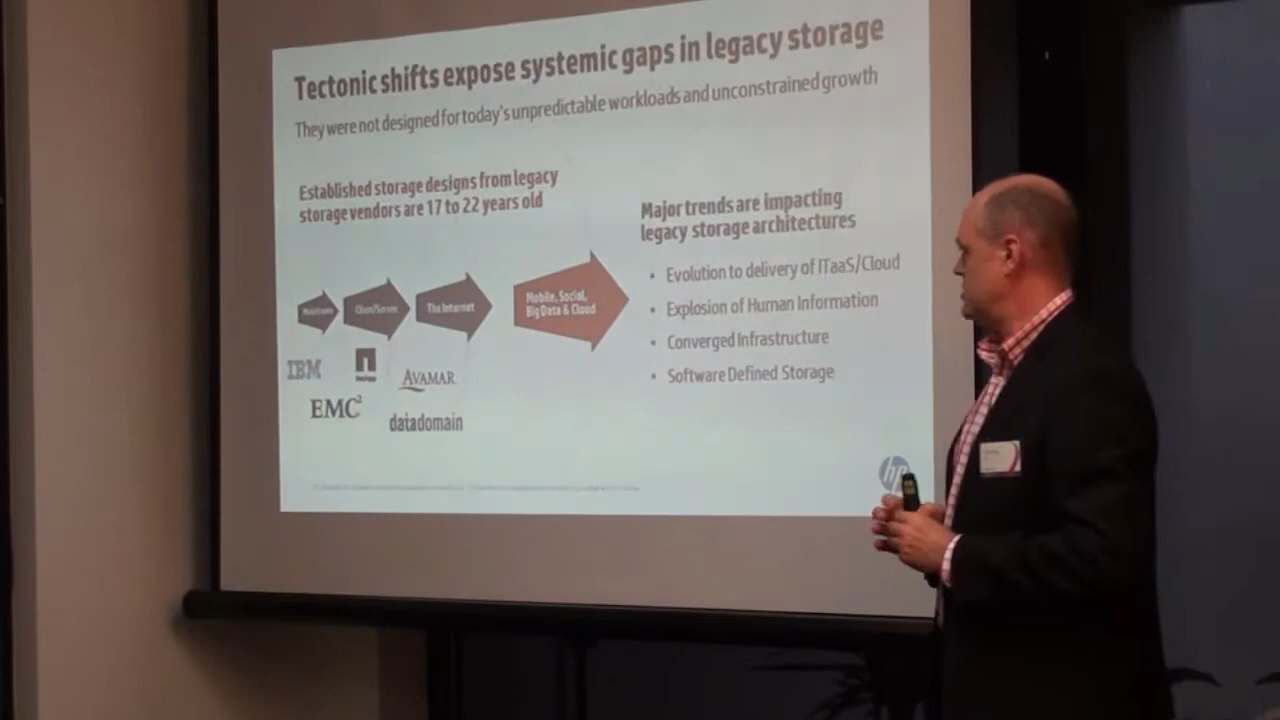 Tectonic shifts expose systemic gaps in legacy storage
They were not designed for today's unpredictable workloads and unconstrained growth
Established storage designs from legacy
storage vendors are 17 to 22 years old
Mainframe
Client/Server
The Internet
Mobile, Social,
Big Data & Cloud
IBM
NetApp
AVAMAR
EMC²
datadomain
Major trends are impacting
legacy storage architectures
• Evolution to delivery of ITaaS/Cloud
• Explosion of Human Information
• Converged Infrastructure
• Software Defined Storage
hp